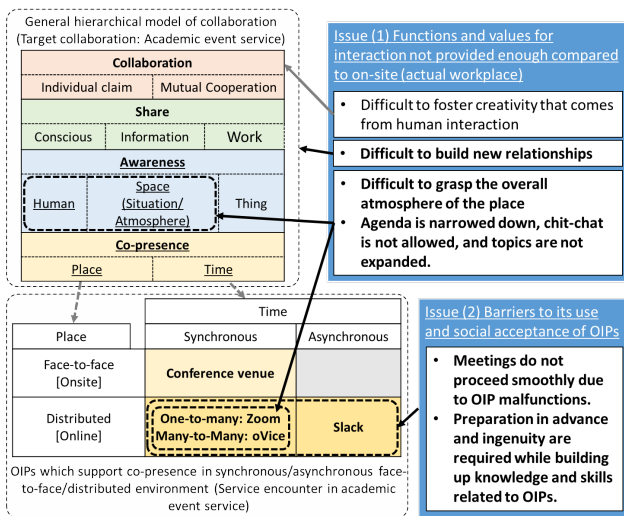 General hierarchical model of collaboration
(Target collaboration: Academic event service)
Collaboration
Individual claim
Mutual Cooperation
Share
Conscious
Information
Work
Awareness
Human
Space
(Situation/
Atmosphere)
Thing
Co-presence
Place
Time
Issue (1) Functions and values for
interaction not provided enough compared
to on-site (actual workplace)
• Difficult to foster creativity that comes
from human interaction
• Difficult to build new relationships
• Difficult to grasp the overall
atmosphere of the place
• Agenda is narrowed down, chit-chat
is not allowed, and topics are not
expanded.
Time
Place
Synchronous
Asynchronous
Face-to-face
[Onsite]
Conference venue
Distributed
[Online]
One-to-many: Zoom
Many-to-Many: oVice
Slack
OIPs which support co-presence in synchronous/asynchronous face-
to-face/distributed environment (Service encounter in academic
event service)
Issue (2) Barriers to its use
and social acceptance of OIPs
• Meetings do not
proceed smoothly due
to OIP malfunctions.
• Preparation in advance
and ingenuity are
required while building
up knowledge and skills
related to OIPs.